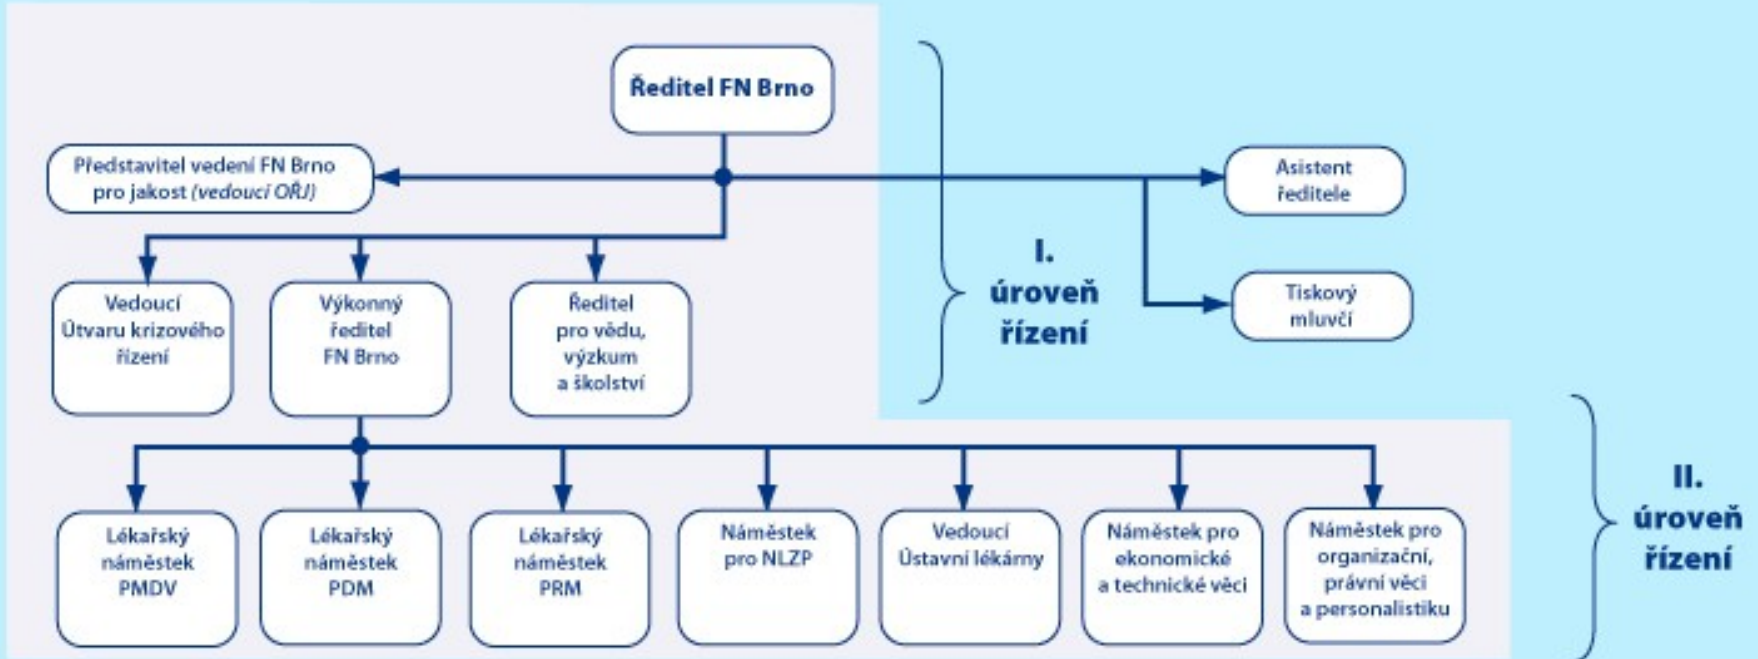 Ředitel FN Brno
Představitel vedení FN Brno
pro jakost (vedoucí OŘJ)
Asistent
ředitele
I.
úroveň
řízení
Tiskový
mluvčí
Vedoucí
Útvaru krizového
řízení
Výkonný
ředitel
FN Brno
Ředitel
pro vědu,
výzkum
a školství
II.
úroveň
řízení
Lékařský
náměstek
PMDV
Lékařský
náměstek
PDM
Lékařský
náměstek
PRM
Náměstek
pro NLZP
Vedoucí
Ústavní lékárny
Náměstek pro
ekonomické
a technické věci
Náměstek pro
organizační,
právní věci
a personalistiku